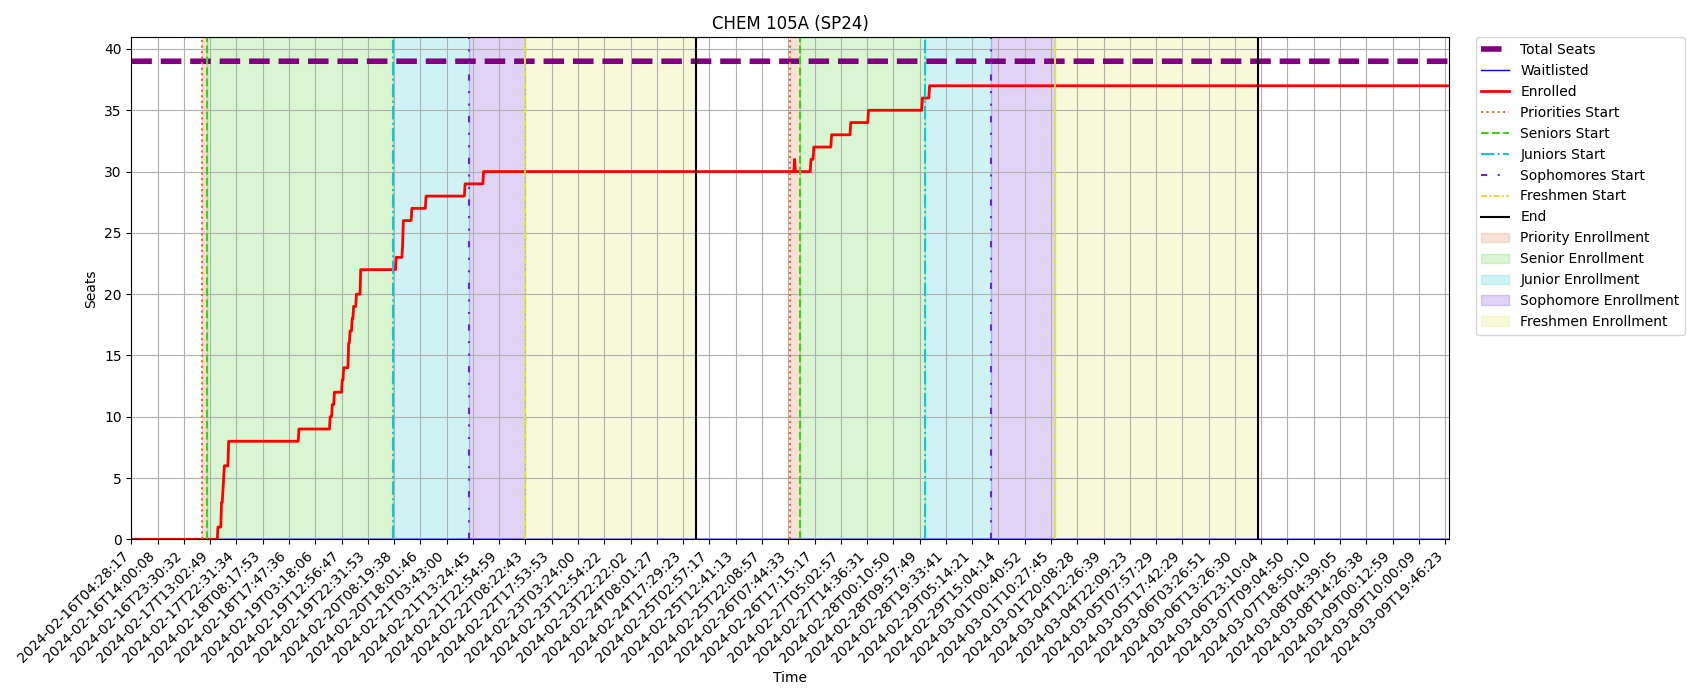 CHEM 105A (SP24)
40
35
30
25
20
15
10
5
0
Seats
2024-02-16T04:28:17
2024-02-16T14:00:08
2024-02-16T23:30:32
2024-02-17T13:02:49
2024-02-17T22:31:34
2024-02-18T08:17:53
2024-02-18T17:47:36
2024-02-19T03:18:06
2024-02-19T12:56:47
2024-02-19T22:31:53
2024-02-20T08:19:38
2024-02-20T18:01:46
2024-02-21T03:43:00
2024-02-21T13:24:45
2024-02-21T22:54:59
2024-02-22T08:22:43
2024-02-22T17:53:53
2024-02-23T03:24:00
2024-02-23T12:54:22
2024-02-23T22:22:02
2024-02-24T08:01:27
2024-02-24T17:29:23
2024-02-25T02:57:17
2024-02-25T12:41:13
2024-02-25T22:08:57
2024-02-26T07:44:33
2024-02-26T17:15:17
2024-02-27T05:02:57
2024-02-27T14:36:31
2024-02-28T00:10:50
2024-02-28T09:57:49
2024-02-28T19:33:41
2024-02-29T05:14:21
2024-02-29T15:04:14
2024-03-01T00:40:52
2024-03-01T10:27:45
2024-03-01T20:08:28
2024-03-04T12:26:39
2024-03-04T22:09:23
2024-03-05T07:57:29
2024-03-05T17:42:29
2024-03-06T03:26:51
2024-03-06T13:26:30
2024-03-06T23:10:04
2024-03-07T09:04:50
2024-03-07T18:50:10
2024-03-08T04:39:05
2024-03-08T14:26:38
2024-03-09T00:12:59
2024-03-09T10:00:09
2024-03-09T19:46:23
Time
Total Seats
Waitlisted
Enrolled
Priorities Start
Seniors Start
Juniors Start
Sophomores Start
Freshmen Start
End
Priority Enrollment
Senior Enrollment
Junior Enrollment
Sophomore Enrollment
Freshmen Enrollment